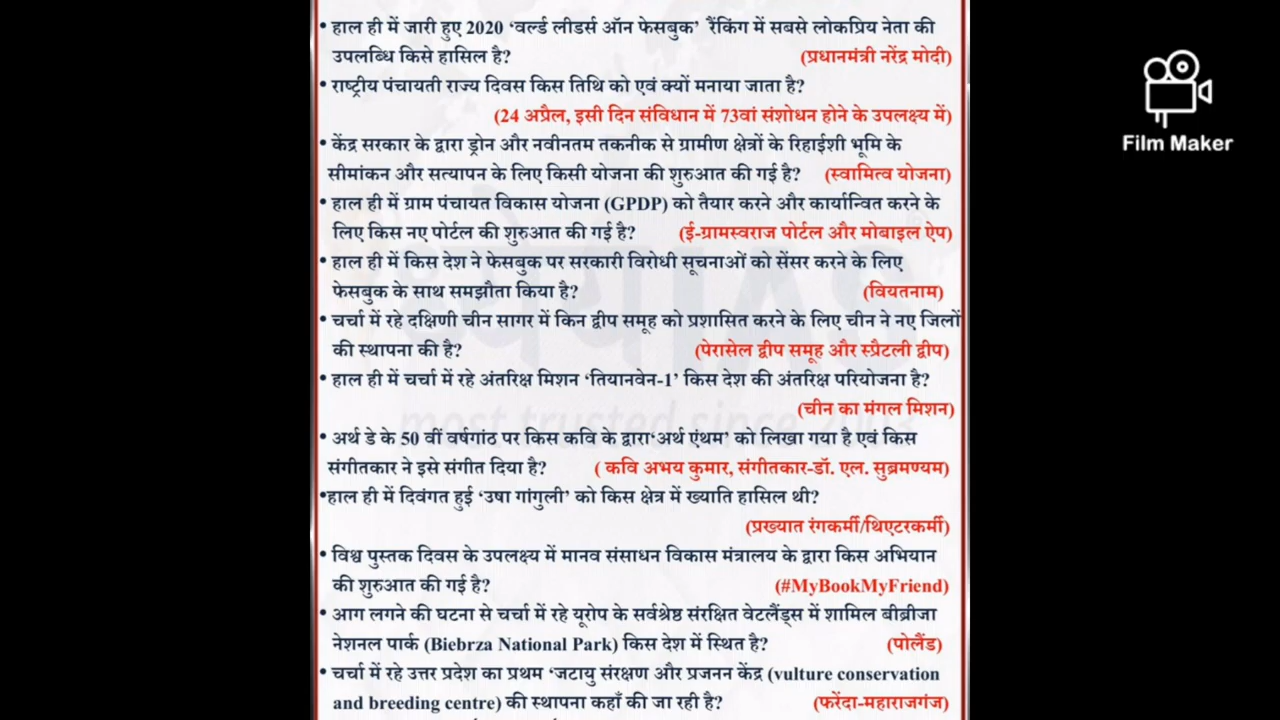 • हाल ही में जारी हुए 2020 ‘वर्ल्ड लीडर्स ऑन फेसबुक’ रैंकिंग में सबसे लोकप्रिय नेता की
उपलब्धि किसे हासिल है? (प्रधानमंत्री नरेंद्र मोदी)
• राष्ट्रीय पंचायती राज्य दिवस किस तिथि को एवं क्यों मनाया जाता है?
(24 अप्रैल, इसी दिन संविधान में 73वां संशोधन होने के उपलक्ष्य में)
• केंद्र सरकार के द्वारा ड्रोन और नवीनतम तकनीक से ग्रामीण क्षेत्रों के रिहाईशी भूमि के
सीमांकन और सत्यापन के लिए किसी योजना की शुरुआत की गई है? (स्वामित्व योजना)
• हाल ही में ग्राम पंचायत विकास योजना (GPDP) को तैयार करने और कार्यान्वित करने के
लिए किस नए पोर्टल की शुरुआत की गई है? (ई-ग्रामस्वराज पोर्टल और मोबाइल ऐप)
• हाल ही में किस देश ने फेसबुक पर सरकारी विरोधी सूचनाओं को सेंसर करने के लिए
फेसबुक के साथ समझौता किया है? (वियतनाम)
• चर्चा में रहे दक्षिणी चीन सागर में किन द्वीप समूह को प्रशासित करने के लिए चीन ने नए जिलों
की स्थापना की है? (पेरासेल द्वीप समूह और स्प्रैटली द्वीप)
• हाल ही में चर्चा में रहे अंतरिक्ष मिशन ‘तियानवेन-1’ किस देश की अंतरिक्ष परियोजना है?
(चीन का मंगल मिशन)
• अर्थ डे के 50 वीं वर्षगांठ पर किस कवि के द्वारा‘अर्थ एंथम’ को लिखा गया है एवं किस
संगीतकार ने इसे संगीत दिया है? ( कवि अभय कुमार, संगीतकार-डॉ. एल. सुब्रमण्यम)
•हाल ही में दिवंगत हुई ‘उषा गांगुली’ को किस क्षेत्र में ख्याति हासिल थी?
(प्रख्यात रंगकर्मी/थिएटरकर्मी)
• विश्व पुस्तक दिवस के उपलक्ष्य में मानव संसाधन विकास मंत्रालय के द्वारा किस अभियान
की शुरुआत की गई है? (#MyBookMyFriend)
• आग लगने की घटना से चर्चा में रहे यूरोप के सर्वश्रेष्ठ संरक्षित वेटलैंड्स में शामिल बीब्रीजा
नेशनल पार्क (Biebrza National Park) किस देश में स्थित है? (पोलैंड)
• चर्चा में रहे उत्तर प्रदेश का प्रथम ‘जटायु संरक्षण और प्रजनन केंद्र (vulture conservation
and breeding centre) की स्थापना कहाँ की जा रही है? (फरेंदा-महाराजगंज)
Film Maker
most trusted since 2003